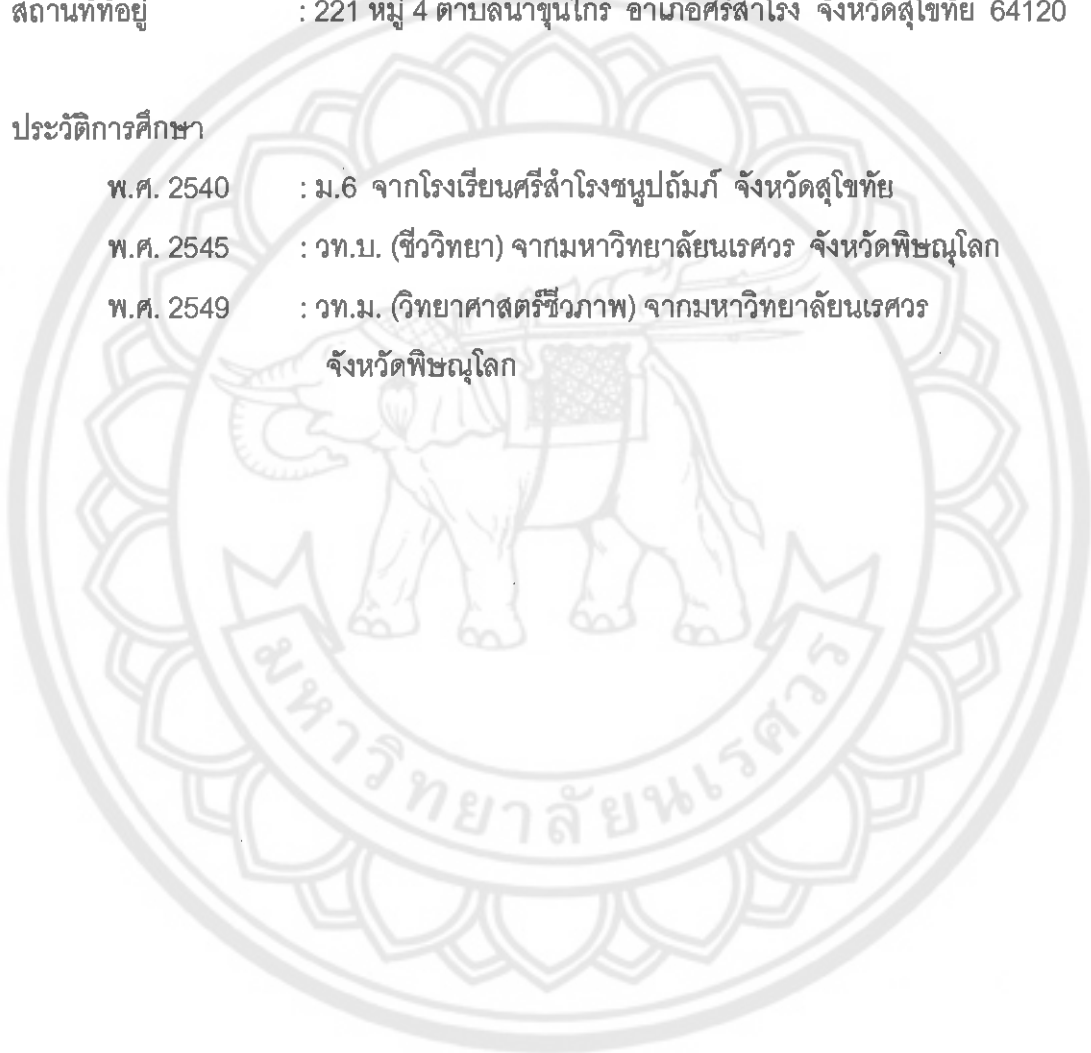 สถานที่ที่อยู่ : 221 หมู่ 4 ตำบลนาขุนไกร อำเภอศรีสำโรง จังหวัดสุโขทัย 64120
ประวัติการศึกษา
พ.ศ. 2540 : ม.6 จากโรงเรียนศรีสำโรงชนูปถัมภ์ จังหวัดสุโขทัย
พ.ศ. 2545 : วท.บ. (ชีววิทยา) จากมหาวิทยาลัยนเรศวร จังหวัดพิษณุโลก
พ.ศ. 2549 : วท.ม. (วิทยาศาสตร์ชีวภาพ) จากมหาวิทยาลัยนเรศวร
จังหวัดพิษณุโลก
มหาวิทยาลัยนเรศวร